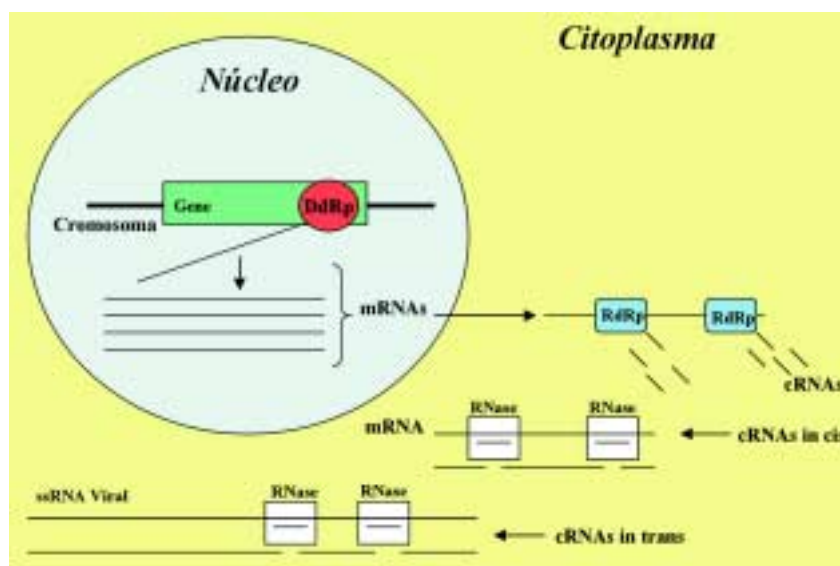 Citoplasma
Núcleo
Gene
DdRp
Cromosoma
mRNAs
RdRp
RdRp
cRNAs
RNase
RNase
mRNA
cRNAs in cis
ssRNA Viral
RNase
RNase
cRNAs in trans